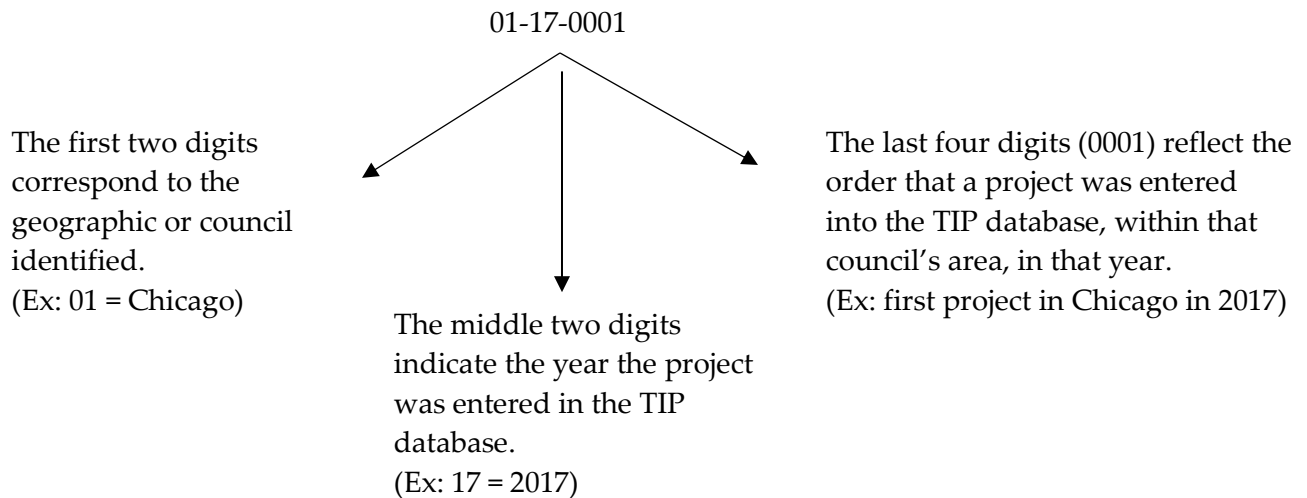 01-17-0001
The first two digits
correspond to the
geographic or council
identified.
(Ex: 01 = Chicago)
The middle two digits
indicate the year the project
was entered in the TIP
database.
(Ex: 17 = 2017)
The last four digits (0001) reflect the
order that a project was entered
into the TIP database, within that
council’s area, in that year.
(Ex: first project in Chicago in 2017)